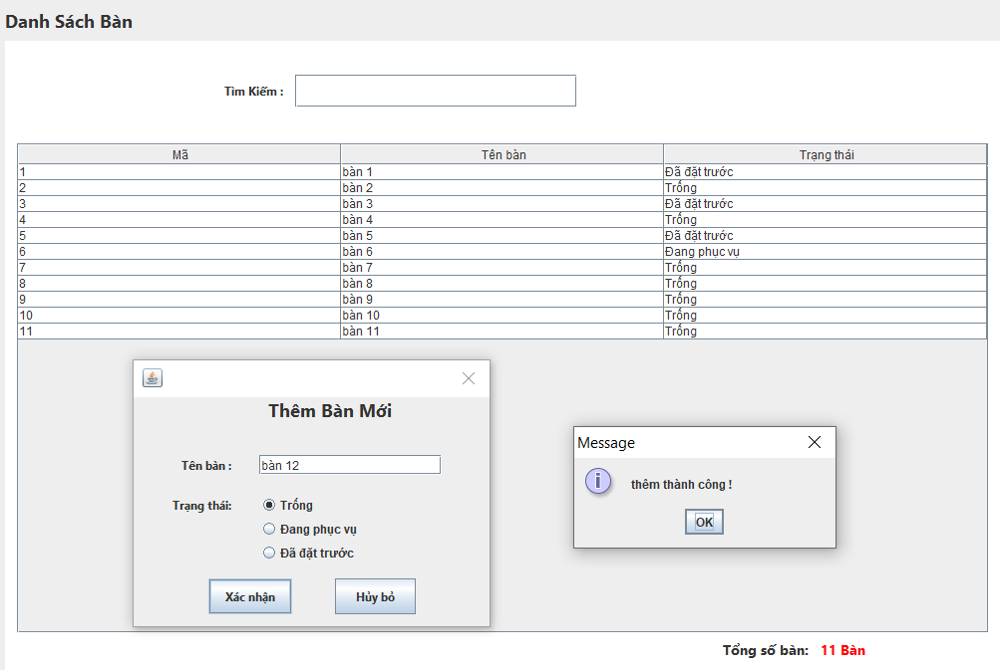 Danh Sách Bàn
Tìm Kiếm :
Mã Tên bàn Trạng thái
1 bàn 1 Đã đặt trước
2 bàn 2 Trống
3 bàn 3 Đã đặt trước
4 bàn 4 Trống
5 bàn 5 Đã đặt trước
6 bàn 6 Đang phục vụ
7 bàn 7 Trống
8 bàn 8 Trống
9 bàn 9 Trống
10 bàn 10 Trống
11 bàn 11 Trống
Thêm Bàn Mới
Tên bàn : bàn 12
Trạng thái: Trống
Đang phục vụ
Đã đặt trước
Xác nhận Hủy bỏ
Message
thêm thành công !
OK
Tổng số bàn: 11 Bàn